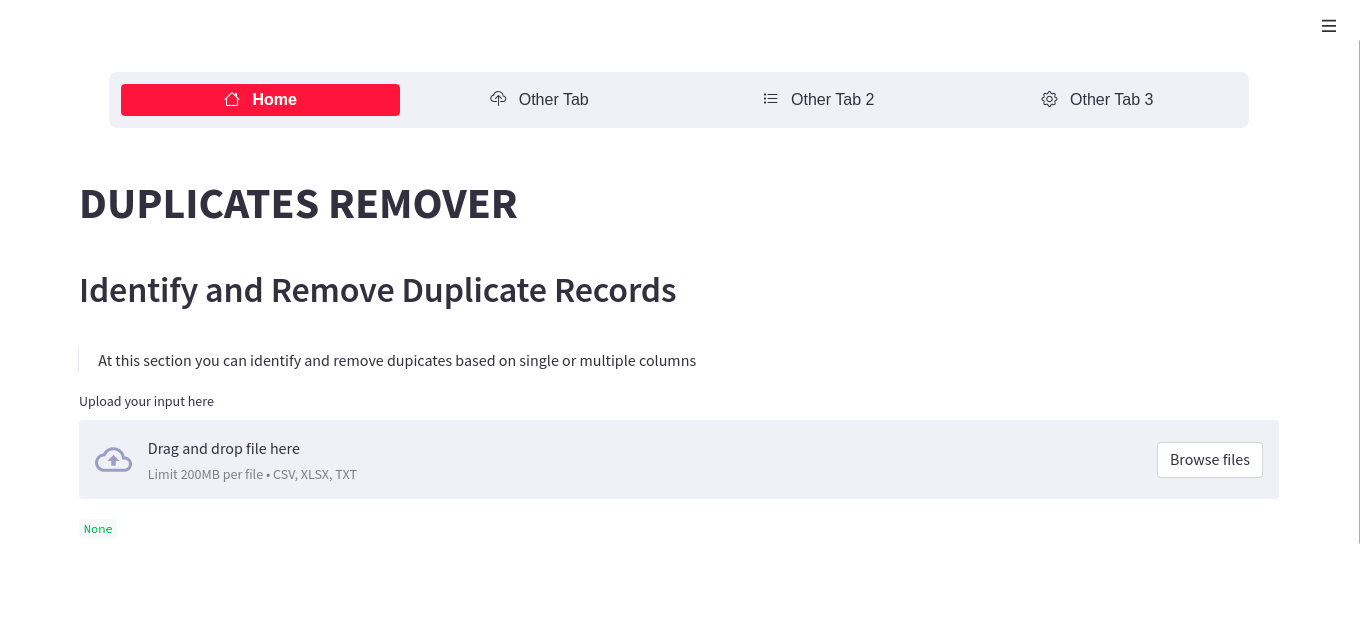 Home Other Tab Other Tab 2 Other Tab 3
DUPLICATES REMOVER
Identify and Remove Duplicate Records
At this section you can identify and remove dupicates based on single or multiple columns
Upload your input here
Drag and drop file here
Limit 200MB per file • CSV, XLSX, TXT
Browse files
None